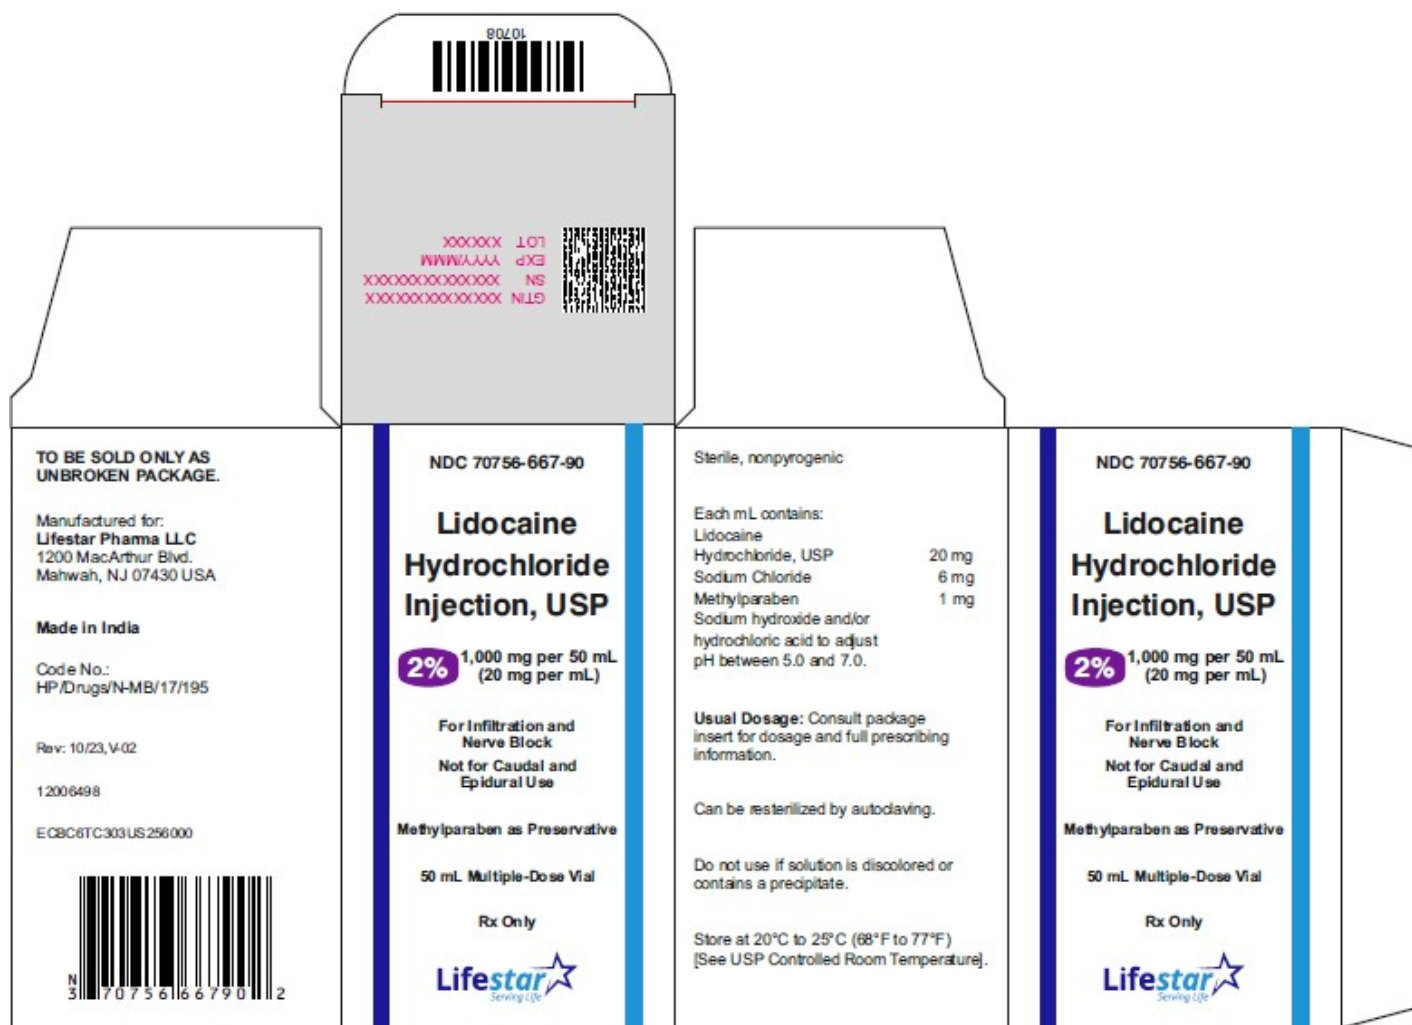 10708
LOT XXXXXX
EXP YYYY/MMM
SN XXXXXXXXXXXXXXX
GTIN XXXXXXXXXXXXXX
TO BE SOLD ONLY AS
UNBROKEN PACKAGE.
Manufactured for:
Lifestar Pharma LLC
1200 MacArthur Blvd.
Mahwah, NJ 07430 USA
Made in India
Code No.:
HP/Drugs/N-MB/17/195
Rev: 10/23,V-02
12006498
ECBC6TC303US256000
N
3 70756 66790 2
NDC 70756-667-90
Lidocaine
Hydrochloride
Injection, USP
2% 1,000 mg per 50 mL
(20 mg per mL)
For Infiltration and
Nerve Block
Not for Caudal and
Epidural Use
Methylparaben as Preservative
50 mL Multiple-Dose Vial
Rx Only
Lifestar
Serving Life
Sterile, nonpyrogenic
Each mL contains:
Lidocaine
Hydrochloride, USP 20 mg
Sodium Chloride 6 mg
Methylparaben 1 mg
Sodium hydroxide and/or
hydrochloric acid to adjust
pH between 5.0 and 7.0.
Usual Dosage: Consult package
insert for dosage and full prescribing
information.
Can be resterilized by autoclaving.
Do not use if solution is discolored or
contains a precipitate.
Store at 20°C to 25°C (68°F to 77°F)
[See USP Controlled Room Temperature].
NDC 70756-667-90
Lidocaine
Hydrochloride
Injection, USP
2% 1,000 mg per 50 mL
(20 mg per mL)
For Infiltration and
Nerve Block
Not for Caudal and
Epidural Use
Methylparaben as Preservative
50 mL Multiple-Dose Vial
Rx Only
Lifestar
Serving Life